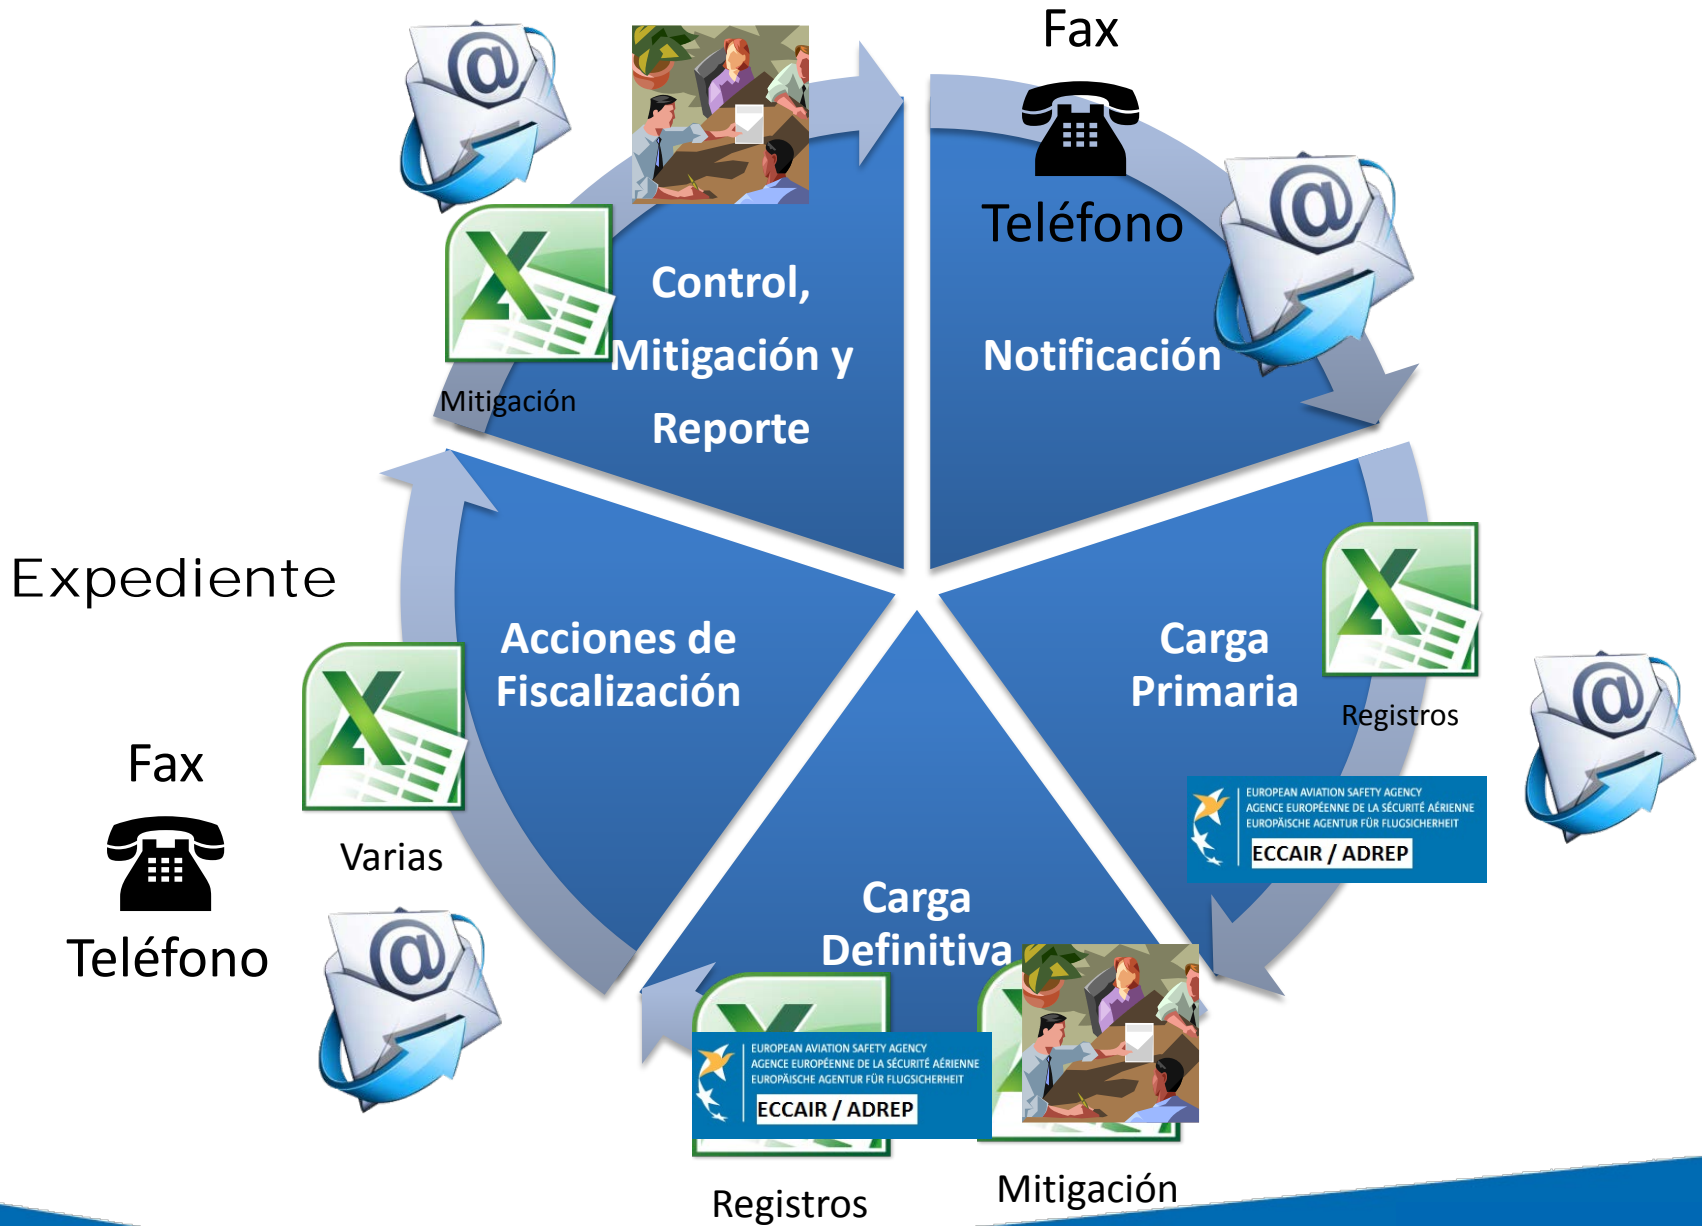 Fax
Teléfono
Control,
Mitigación y
Reporte
Notificación
Mitigación
Expediente
Acciones de
Fiscalización
Carga
Primaria
Registros
Fax
Teléfono
Varias
EUROPEAN AVIATION SAFETY AGENCY
AGENCE EUROPÉENNE DE LA SÉCURITÉ AÉRIENNE
EUROPÄISCHE AGENTUR FÜR FLUGSICHERHEIT
ECCAIR / ADREP
Carga
Definitiva
EUROPEAN AVIATION SAFETY AGENCY
AGENCE EUROPÉENNE DE LA SÉCURITÉ AÉRIENNE
EUROPÄISCHE AGENTUR FÜR FLUGSICHERHEIT
ECCAIR / ADREP
Registros
Mitigación